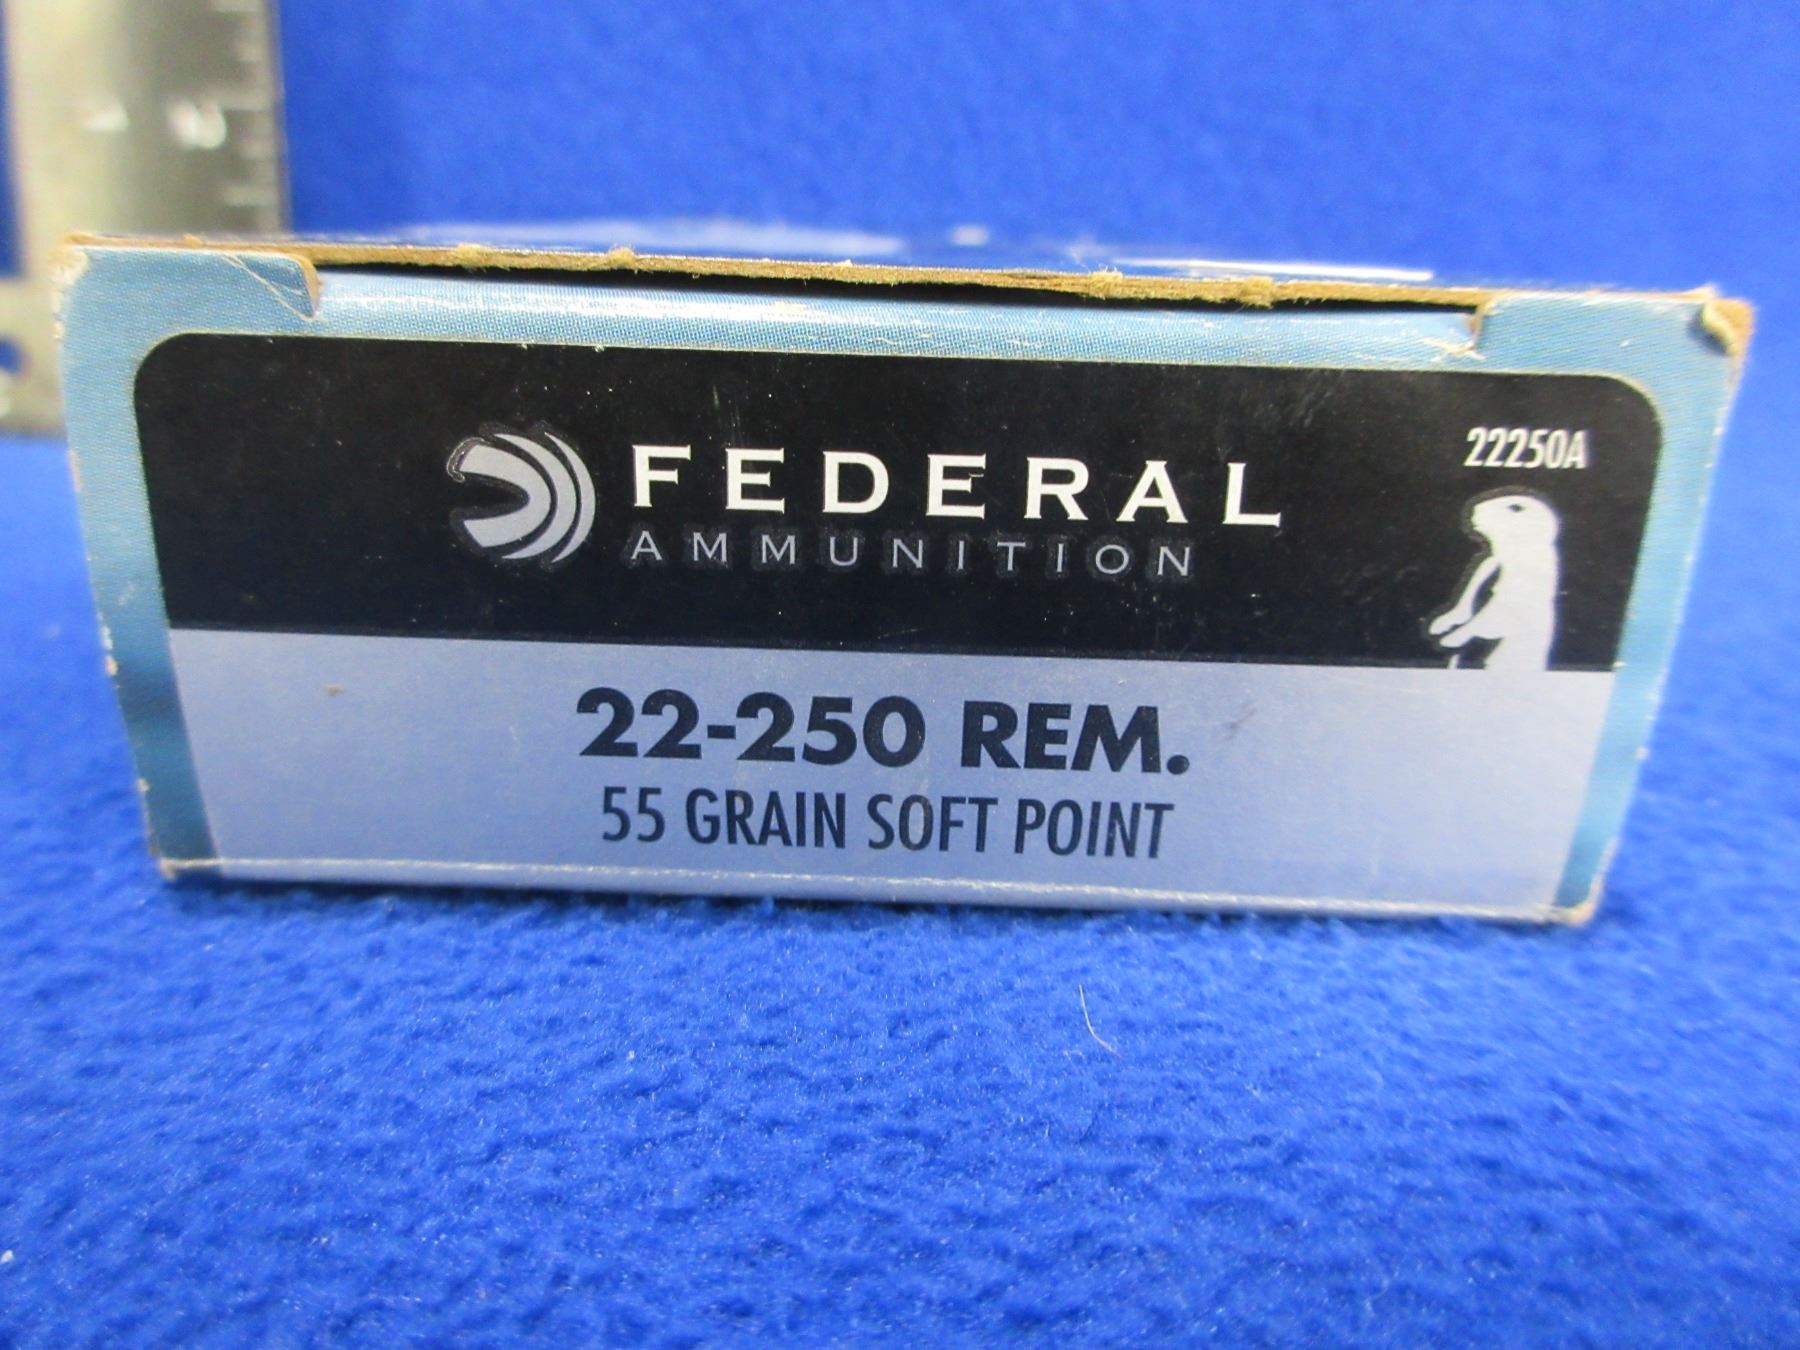 FEDERAL
AMMUNITION
22250A
22-250 REM.
55 GRAIN SOFT POINT